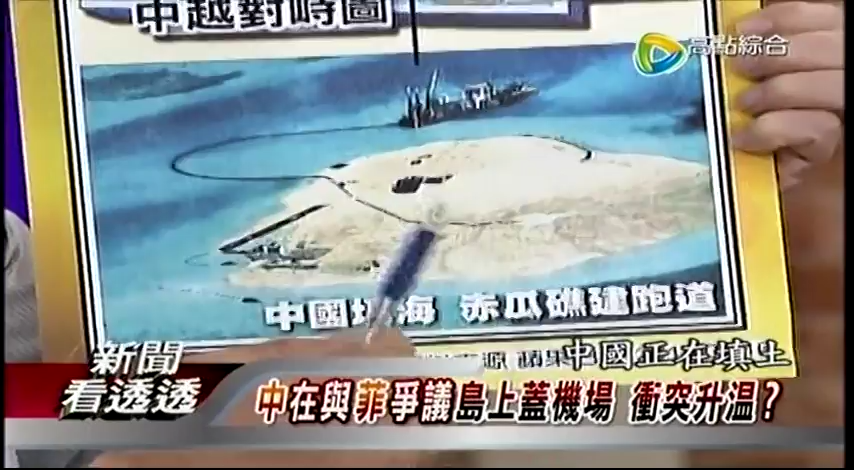 中越對峙圖
高點綜合
中國填海 赤瓜礁建跑道
中國正在填土
新聞
看透透
中在與菲爭議島上蓋機場 衝突升溫?